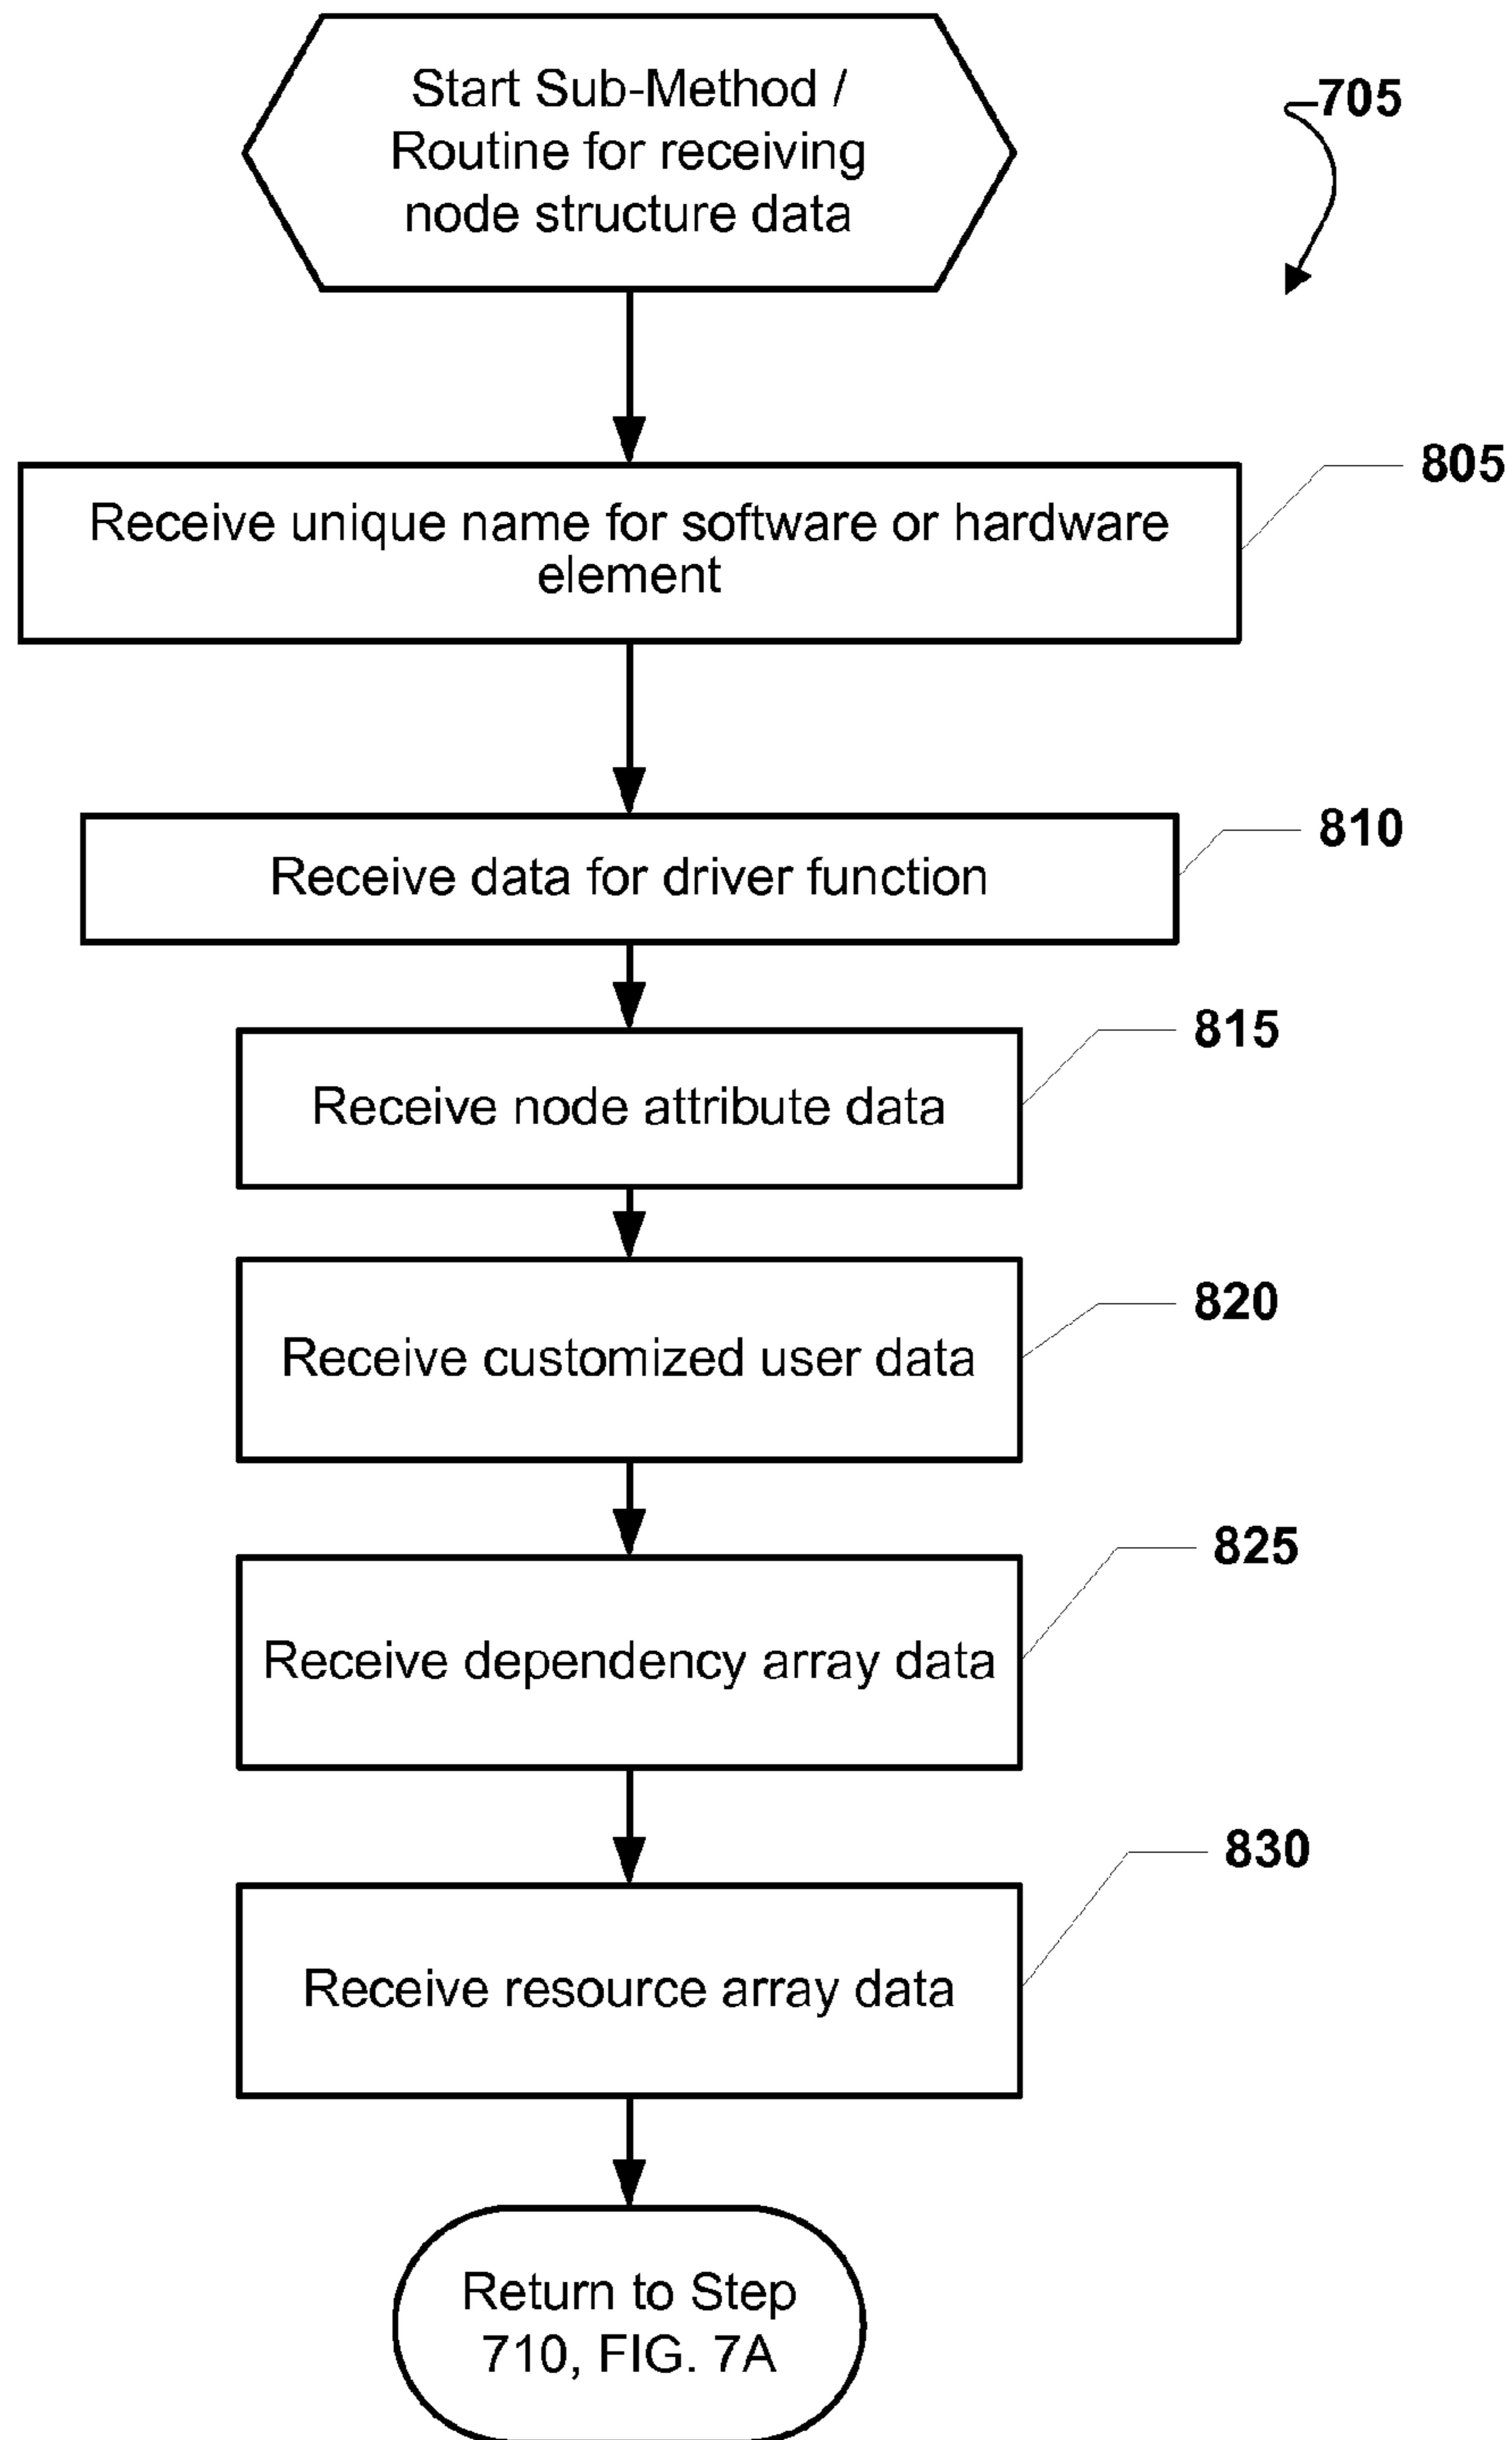 Start Sub-Method /
Routine for receiving
node structure data
705
Receive unique name for software or hardware
element
805
Receive data for driver function
810
Receive node attribute data
815
Receive customized user data
820
Receive dependency array data
825
Receive resource array data
830
Return to Step
710, FIG. 7A